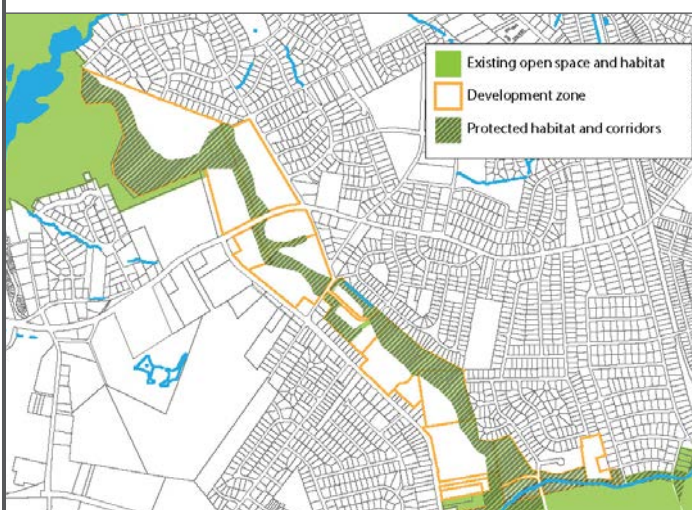 Existing open space and habitat
Development zone
Protected habitat and corridors